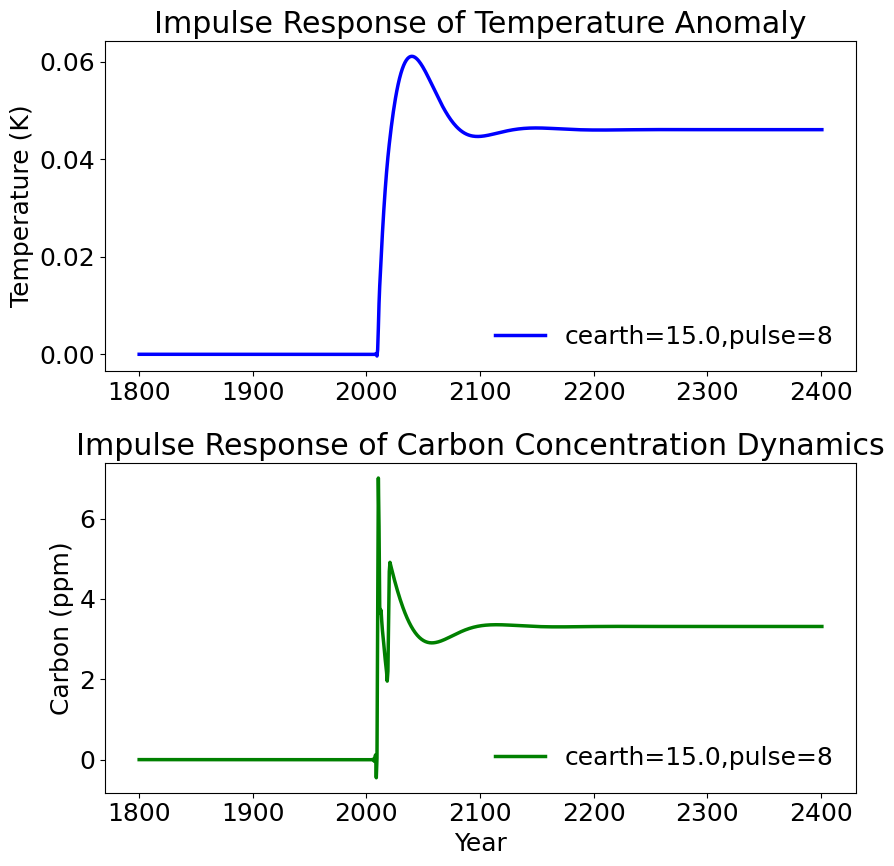 Impulse Response of Temperature Anomaly
0.06
0.04
0.02
0.00
Temperature (K)
cearth=15.0,pulse=8
1800 1900 2000 2100 2200 2300 2400
Impulse Response of Carbon Concentration Dynamics
6
4
2
0
Carbon (ppm)
cearth=15.0,pulse=8
1800 1900 2000 2100 2200 2300 2400
Year